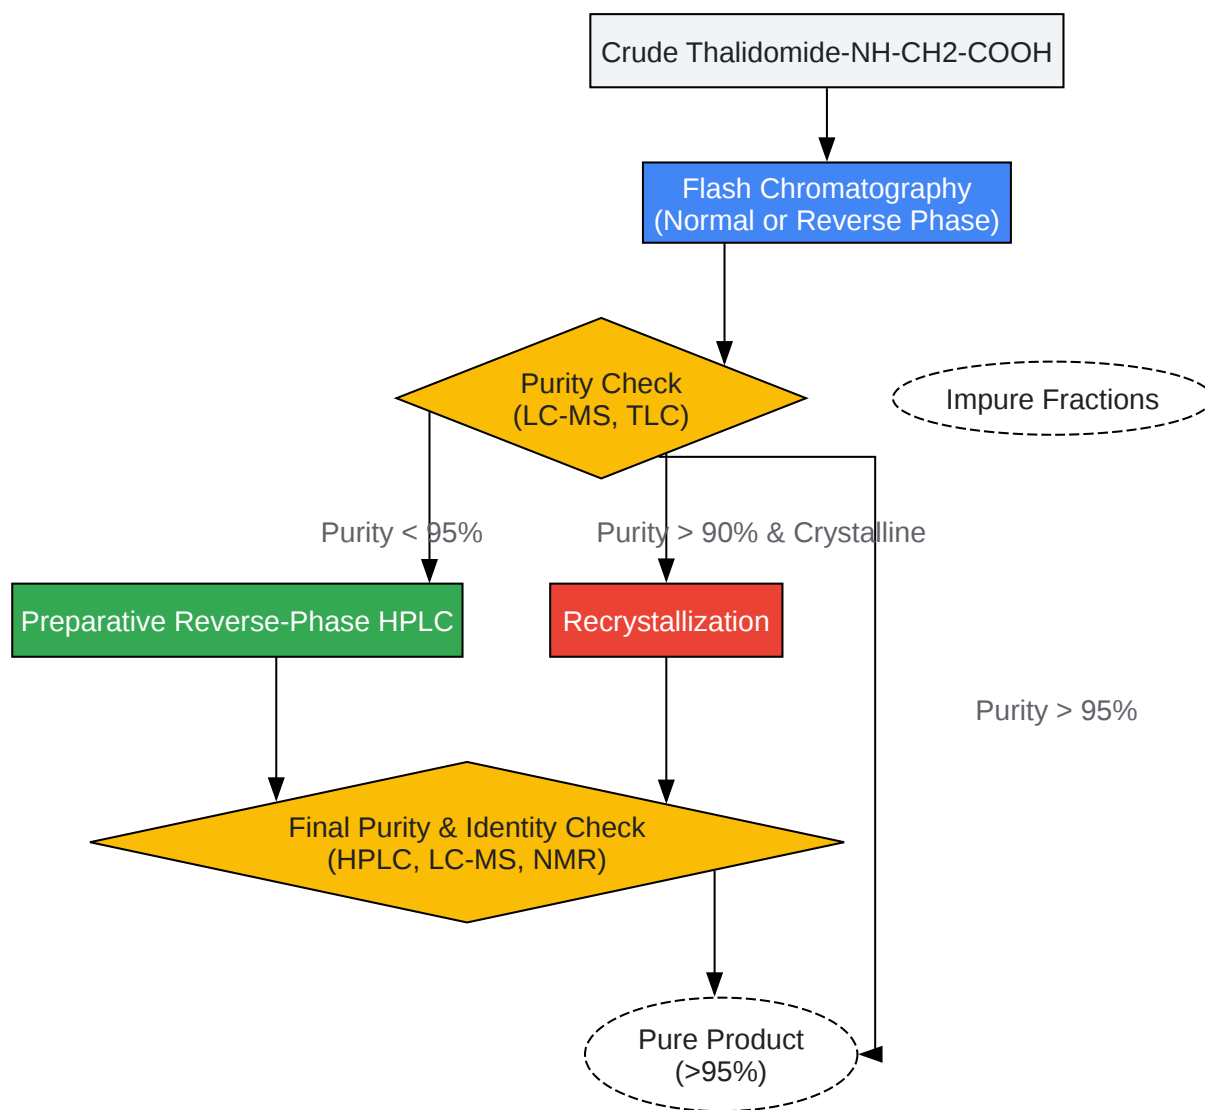 Crude Thalidomide-NH-CH2-COOH
Flash Chromatography
(Normal or Reverse Phase)
Purity Check
(LC-MS, TLC)
Impure Fractions
Purity < 95%
Purity > 90% & Crystalline
Preparative Reverse-Phase HPLC
Recrystallization
Purity > 95%
Final Purity & Identity Check
(HPLC, LC-MS, NMR)
Pure Product
(>95%)